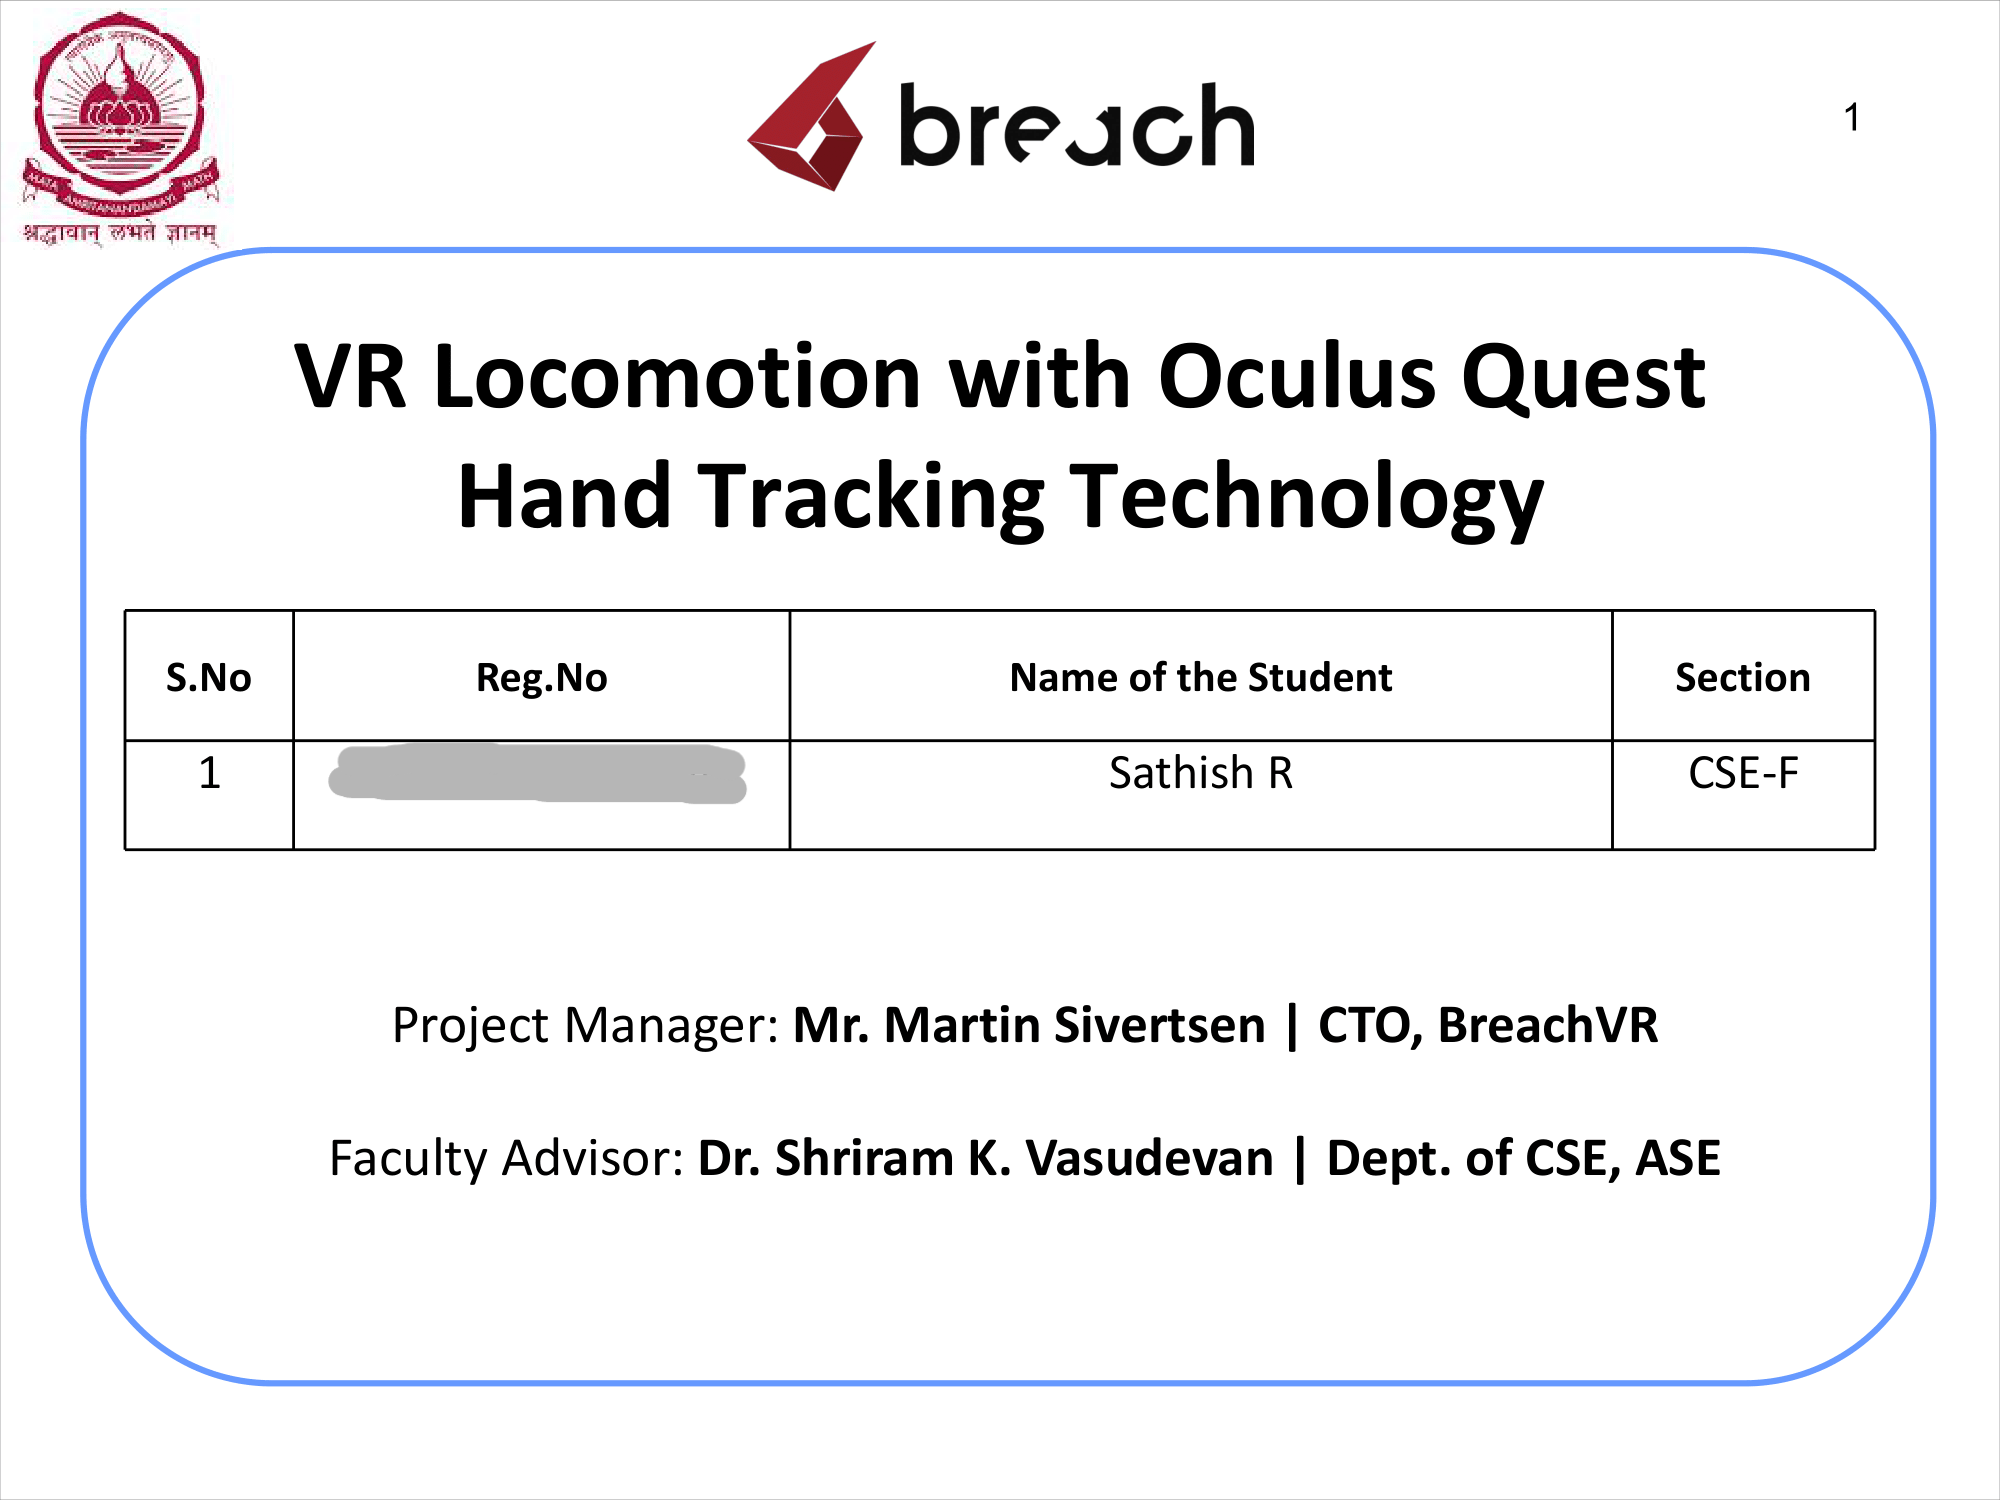 MATA AMRITANANDAMAYI MATH
श्रद्धावान् लभते ज्ञानम्
breach
1
VR Locomotion with Oculus Quest
Hand Tracking Technology
S.No Reg.No Name of the Student Section
1 Sathish R CSE-F
Project Manager: Mr. Martin Sivertsen | CTO, BreachVR
Faculty Advisor: Dr. Shriram K. Vasudevan | Dept. of CSE, ASE